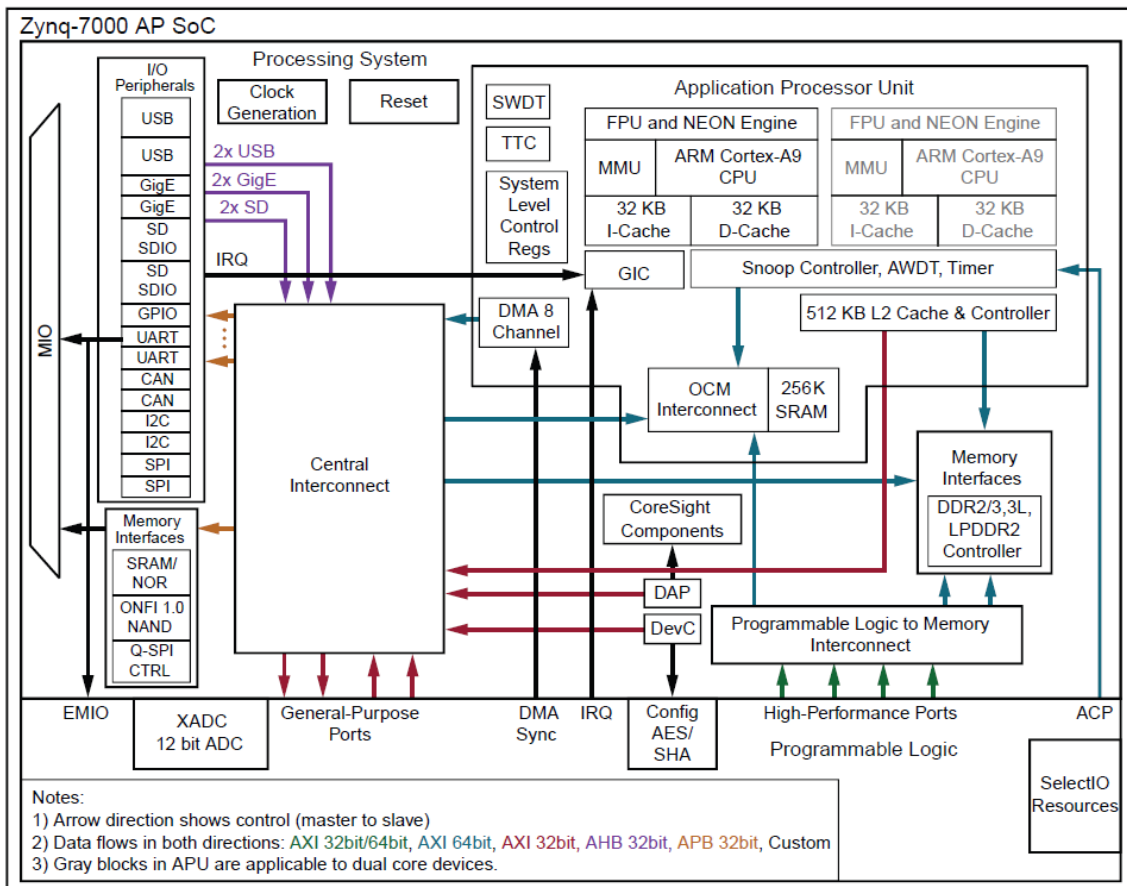 Zynq-7000 AP SoC
Processing System
I/O
Peripherals
USB
USB
GigE
GigE
SD
SDIO
SD
SDIO
GPIO
UART
UART
CAN
CAN
I2C
I2C
SPI
SPI
MIO
Memory
Interfaces
SRAM/
NOR
ONFI 1.0
NAND
Q-SPI
CTRL
Clock
Generation
Reset
2x USB
2x GigE
2x SD
IRQ
Central
Interconnect
Application Processor Unit
SWDT
TTC
System
Level
Control
Regs
FPU and NEON Engine
MMU
ARM Cortex-A9
CPU
32 KB
I-Cache
32 KB
D-Cache
FPU and NEON Engine
MMU
ARM Cortex-A9
CPU
32 KB
I-Cache
32 KB
D-Cache
GIC
Snoop Controller, AWDT, Timer
DMA 8
Channel
512 KB L2 Cache & Controller
OCM
Interconnect
256K
SRAM
Memory
Interfaces
DDR2/3,3L,
LPDDR2
Controller
CoreSight
Components
DAP
DevC
Programmable Logic to Memory
Interconnect
EMIO
XADC
12 bit ADC
General-Purpose
Ports
DMA
Sync
IRQ
Config
AES/
SHA
High-Performance Ports
ACP
Programmable Logic
SelectIO
Resources
Notes:
1) Arrow direction shows control (master to slave)
2) Data flows in both directions: AXI 32bit/64bit, AXI 64bit, AXI 32bit, AHB 32bit, APB 32bit, Custom
3) Gray blocks in APU are applicable to dual core devices.